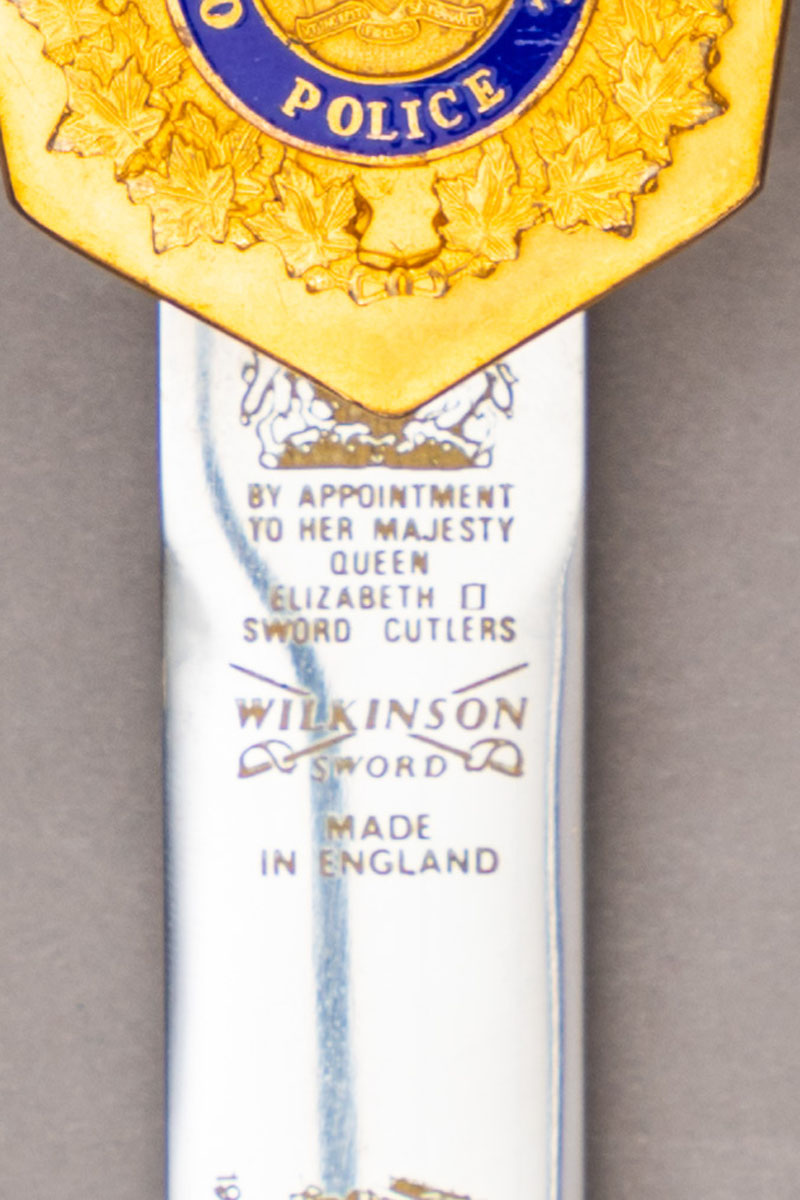 O
POLICE
BY APPOINTMENT
TO HER MAJESTY
QUEEN
ELIZABETH II
SWORD CUTLERS
WILKINSON
SWORD
MADE
IN ENGLAND